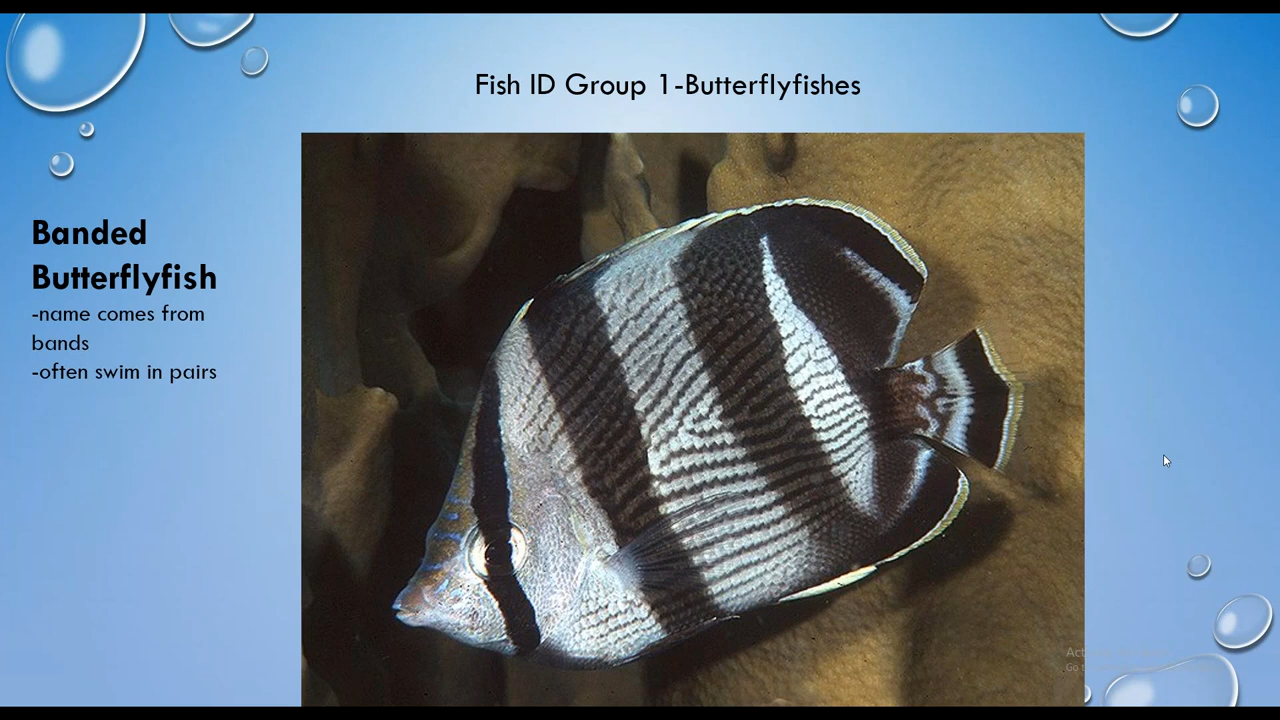 Fish ID Group 1-Butterflyfishes
Banded
Butterflyfish
-name comes from
bands
-often swim in pairs